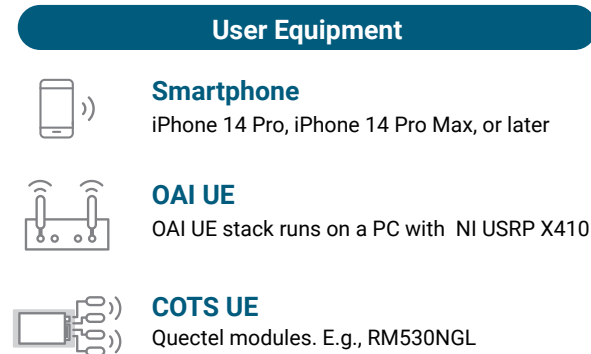 User Equipment
Smartphone
iPhone 14 Pro, iPhone 14 Pro Max, or later
OAI UE
OAI UE stack runs on a PC with  NI USRP X410
COTS UE
Quectel modules. E.g., RM530NGL